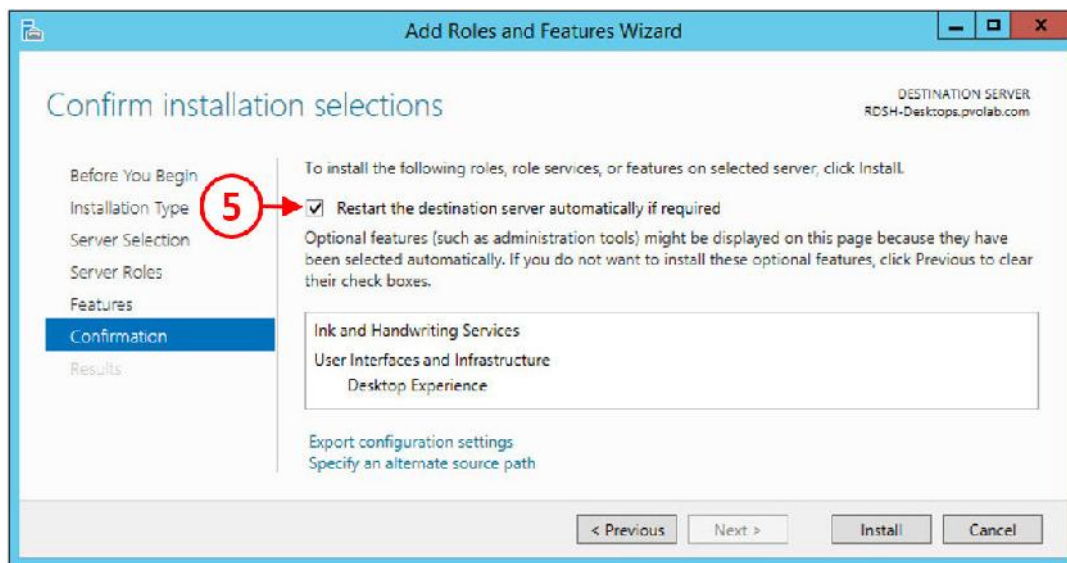 Add Roles and Features Wizard
Confirm installation selections
DESTINATION SERVER
RDSH-Desktops.pvolab.com
Before You Begin
Installation Type
Server Selection
Server Roles
Features
Confirmation
Results
5
To install the following roles, role services, or features on selected server, click Install.
Restart the destination server automatically if required
Optional features (such as administration tools) might be displayed on this page because they have
been selected automatically. If you do not want to install these optional features, click Previous to clear
their check boxes.
Ink and Handwriting Services
User Interfaces and Infrastructure
Desktop Experience
Export configuration settings
Specify an alternate source path
< Previous
Next >
Install
Cancel